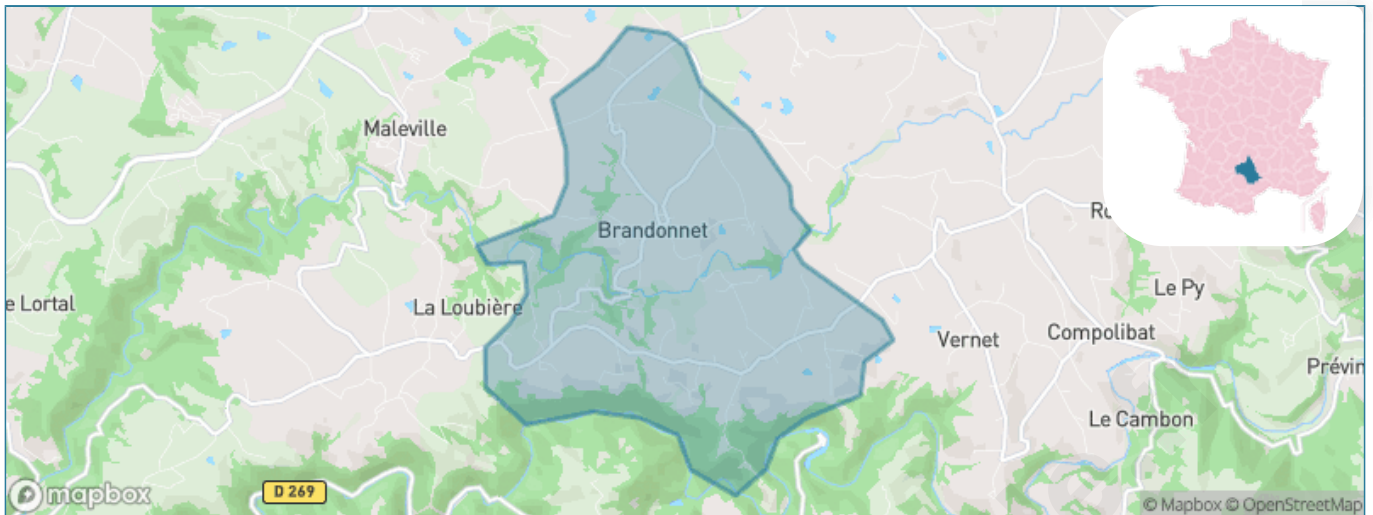 Maleville
Brandonnet
Ro
Le Py
e Lortal
La Loubière
Vernet
Compolibat
Prévin
Le Cambon
D 269
mapbox
© Mapbox © OpenStreetMap